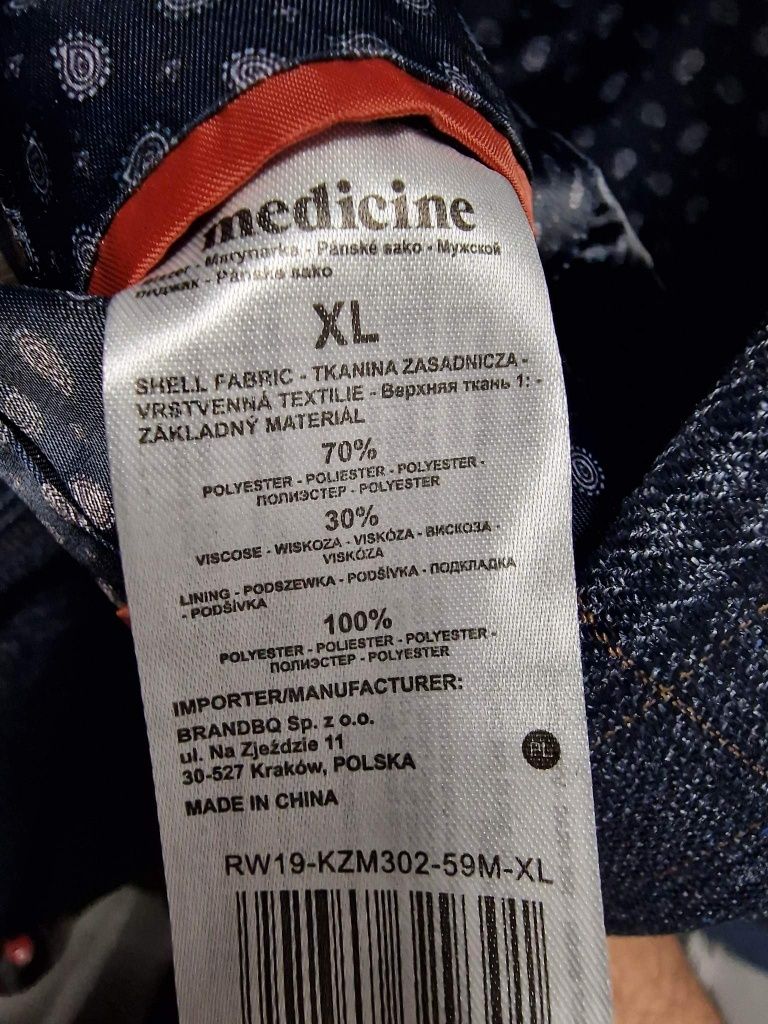 medicine
- Marynarka - Pánské sako - Мужской
пиджак - Pánske sako
XL
SHELL FABRIC - TKANINA ZASADNICZA -
VRSTVENNÁ TEXTILIE - Верхняя ткань 1: -
ZÁKLADNÝ MATERIÁL
70%
POLYESTER - POLIESTER - POLYESTER -
ПОЛИЭСТЕР - POLYESTER
30%
VISCOSE - WISKOZA - VISKÓZA - ВИСКОЗА -
VISKÓZA
LINING - PODSZEWKA - PODŠÍVKA - ПОДКЛАДКА
- PODŠÍVKA
100%
POLYESTER - POLIESTER - POLYESTER -
ПОЛИЭСТЕР - POLYESTER
IMPORTER/MANUFACTURER:
BRANDBQ Sp. z o.o.
ul. Na Zjeździe 11
30-527 Kraków, POLSKA
MADE IN CHINA
RW19-KZM302-59M-XL